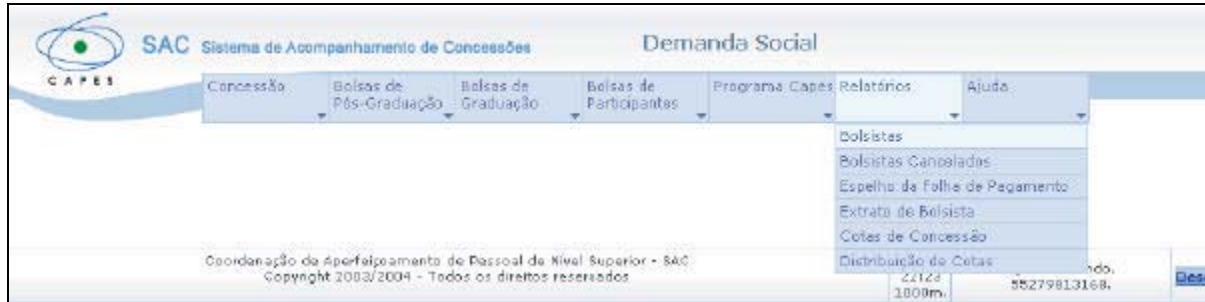 SAC Sistema de Acompanhamento de Concessões
Demanda Social
CAPES
Concessão
Bolsas de
Pós-Graduação
Bolsas de
Graduação
Bolsas de
Participantes
Programa Capes
Relatórios
Ajuda
Bolsistas
Bolsistas Cancelados
Espelho da Folha de Pagamento
Extrato de Bolsista
Cotas de Concessão
Distribuição de Cotas
Coordenação de Aperfeiçoamento de Pessoal de Nível Superior - SAC
Copyright 2003/2004 - Todos os direitos reservados
1800m.